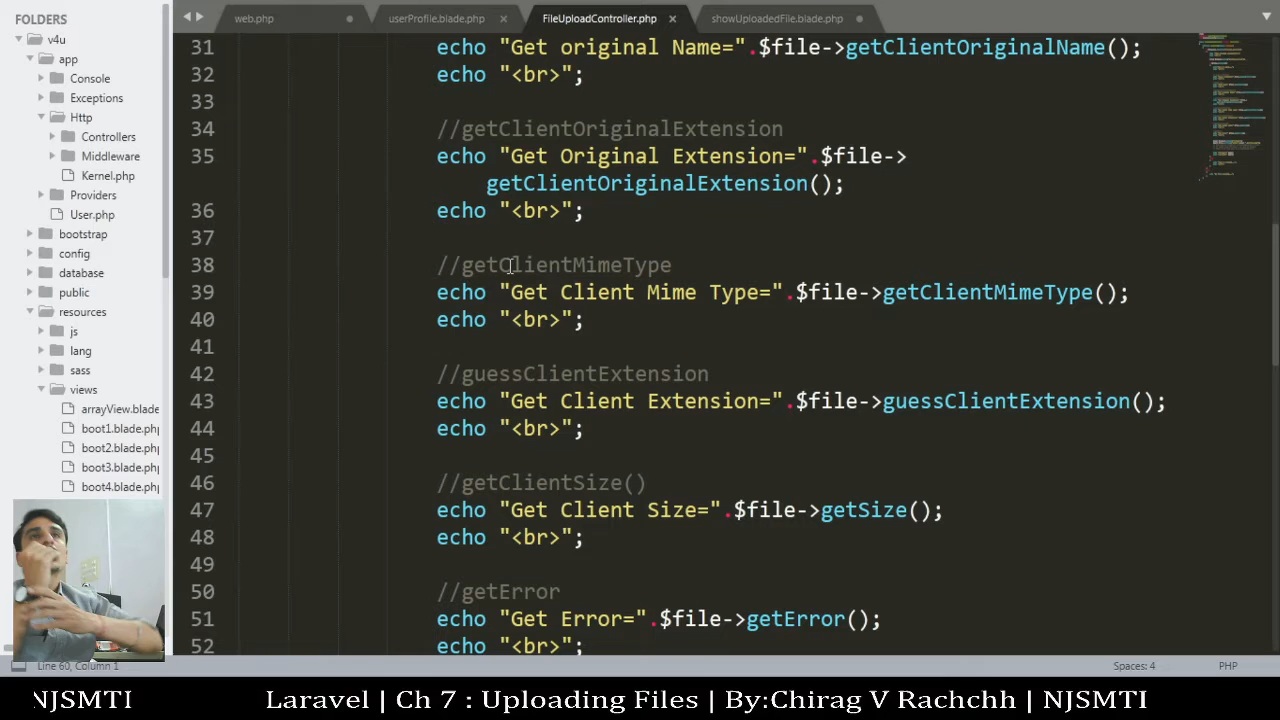 FOLDERS
v4u
app
Console
Exceptions
Http
Controllers
Middleware
Kernel.php
Providers
User.php
bootstrap
config
database
public
resources
js
lang
sass
views
arrayView.blade
boot1.blade.php
boot2.blade.php
boot3.blade.php
boot4.blade.php
web.php
userProfile.blade.php
FileUploadController.php
showUploadedFile.blade.php
31 echo "Get original Name=".$file->getClientOriginalName();
32 echo "<br>";
33
34 //getClientOriginalExtension
35 echo "Get Original Extension=".$file->
getClientOriginalExtension();
36 echo "<br>";
37
38 //getClientMimeType
39 echo "Get Client Mime Type=".$file->getClientMimeType();
40 echo "<br>";
41
42 //guessClientExtension
43 echo "Get Client Extension=".$file->guessClientExtension();
44 echo "<br>";
45
46 //getClientSize()
47 echo "Get Client Size=".$file->getSize();
48 echo "<br>";
49
50 //getError
51 echo "Get Error=".$file->getError();
52 echo "<br>";
Line 60, Column 1
Spaces: 4
PHP
NJSMTI
Laravel | Ch 7 : Uploading Files | By:Chirag V Rachchh | NJSMTI